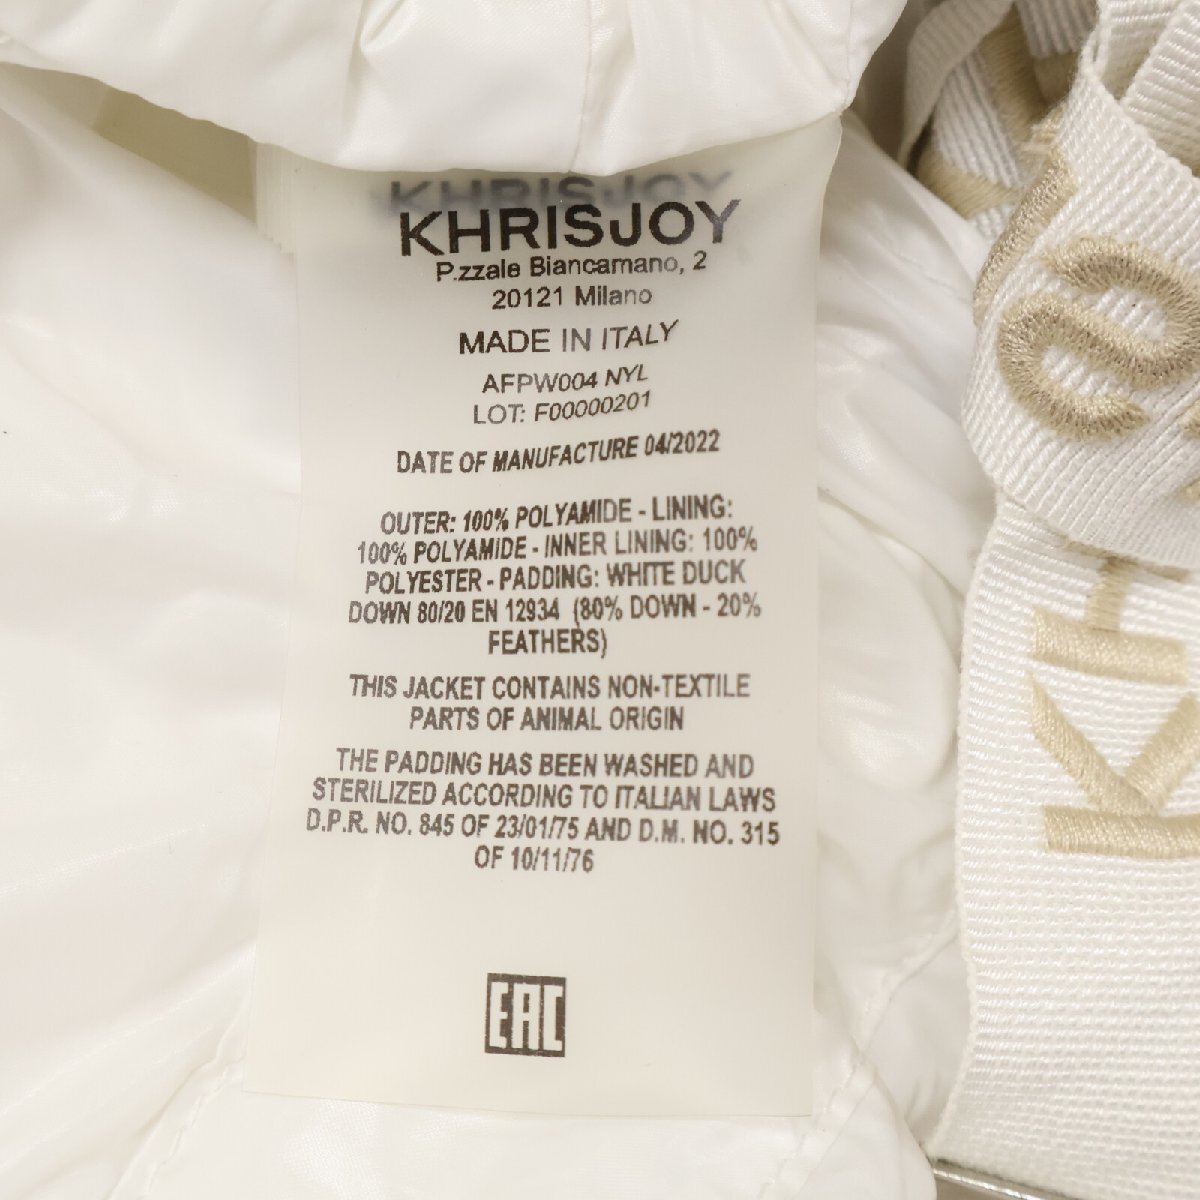 KHRISJOY
KHRISJOY
P.zzale Biancamano, 2
20121 Milano
MADE IN ITALY
AFPW004 NYL
LOT: F00000201
DATE OF MANUFACTURE 04/2022
OUTER: 100% POLYAMIDE - LINING:
100% POLYAMIDE - INNER LINING: 100%
POLYESTER - PADDING: WHITE DUCK
DOWN 80/20 EN 12934 (80% DOWN - 20%
FEATHERS)
THIS JACKET CONTAINS NON-TEXTILE
PARTS OF ANIMAL ORIGIN
THE PADDING HAS BEEN WASHED AND
STERILIZED ACCORDING TO ITALIAN LAWS
D.P.R. NO. 845 OF 23/01/75 AND D.M. NO. 315
OF 10/11/76
EAC
KH